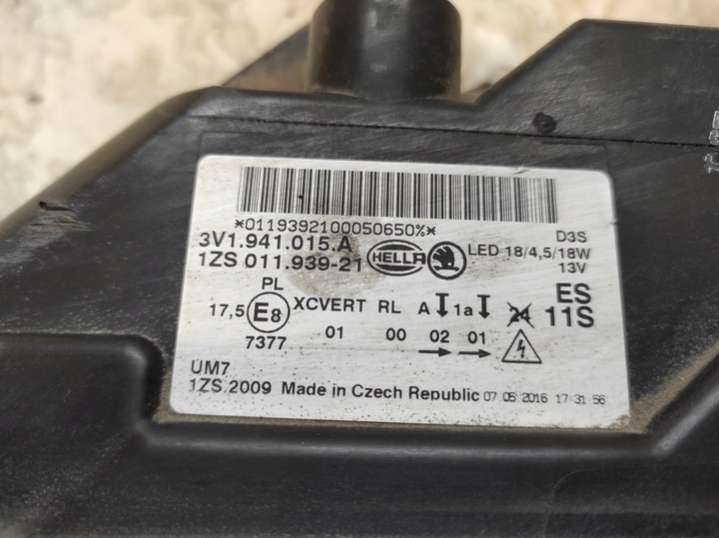 *0119392100050650%*
3V1.941.015.A
1ZS 011.939-21
HELLA
D3S
LED 18/4,5/18W
13V
PL
17,5 E8 XCVERT RL A 1a 24 ES
7377 01 00 02 01 11S
UM7
1ZS.2009 Made in Czech Republic 07 05 2016 17:31:56